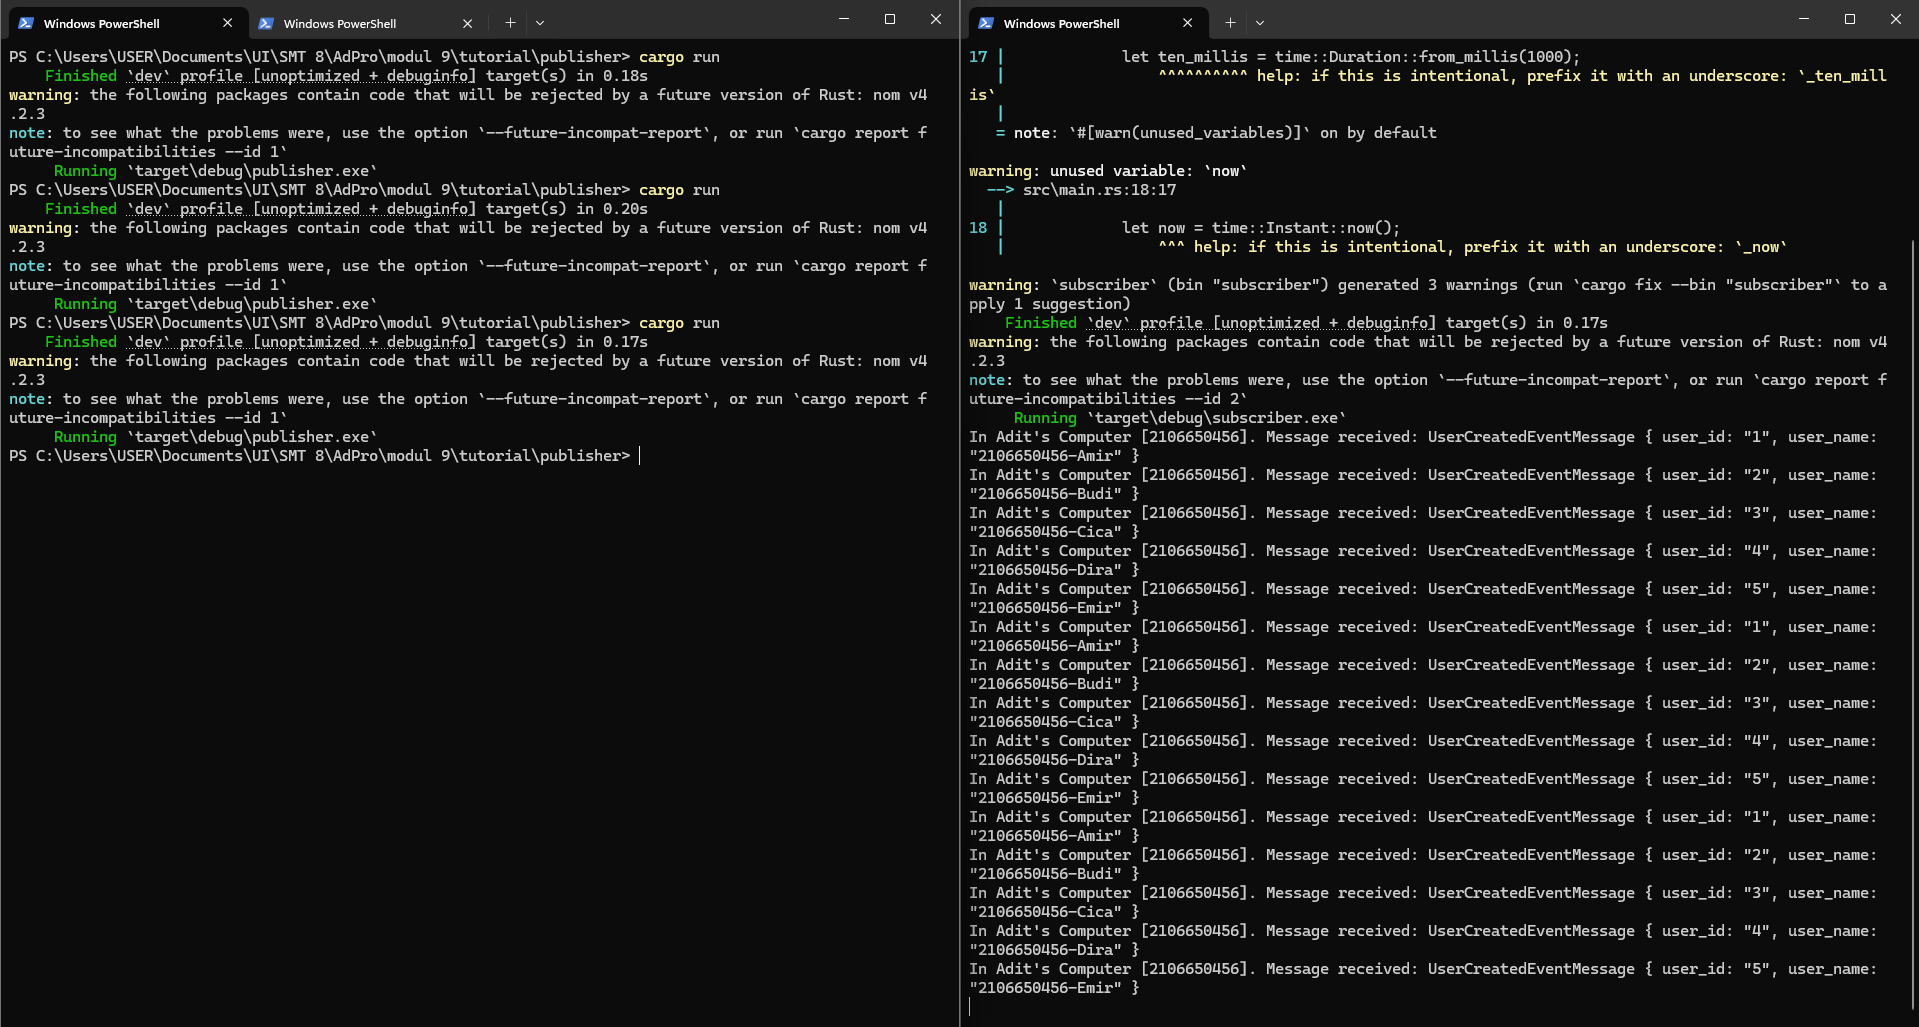 Windows PowerShell
Windows PowerShell
PS C:\Users\USER\Documents\UI\SMT 8\AdPro\modul 9\tutorial\publisher> cargo run
    Finished `dev` profile [unoptimized + debuginfo] target(s) in 0.18s
warning: the following packages contain code that will be rejected by a future version of Rust: nom v4
.2.3
note: to see what the problems were, use the option `--future-incompat-report`, or run `cargo report f
uture-incompatibilities --id 1`
     Running `target\debug\publisher.exe`
PS C:\Users\USER\Documents\UI\SMT 8\AdPro\modul 9\tutorial\publisher> cargo run
    Finished `dev` profile [unoptimized + debuginfo] target(s) in 0.20s
warning: the following packages contain code that will be rejected by a future version of Rust: nom v4
.2.3
note: to see what the problems were, use the option `--future-incompat-report`, or run `cargo report f
uture-incompatibilities --id 1`
     Running `target\debug\publisher.exe`
PS C:\Users\USER\Documents\UI\SMT 8\AdPro\modul 9\tutorial\publisher> cargo run
    Finished `dev` profile [unoptimized + debuginfo] target(s) in 0.17s
warning: the following packages contain code that will be rejected by a future version of Rust: nom v4
.2.3
note: to see what the problems were, use the option `--future-incompat-report`, or run `cargo report f
uture-incompatibilities --id 1`
     Running `target\debug\publisher.exe`
PS C:\Users\USER\Documents\UI\SMT 8\AdPro\modul 9\tutorial\publisher>
Windows PowerShell
17 |             let ten_millis = time::Duration::from_millis(1000);
   |                 ^^^^^^^^^^ help: if this is intentional, prefix it with an underscore: `_ten_mill
is`
   |
   = note: `#[warn(unused_variables)]` on by default
warning: unused variable: `now`
  --> src\main.rs:18:17
   |
18 |             let now = time::Instant::now();
   |                 ^^^ help: if this is intentional, prefix it with an underscore: `_now`
warning: `subscriber` (bin "subscriber") generated 3 warnings (run `cargo fix --bin "subscriber"` to a
pply 1 suggestion)
    Finished `dev` profile [unoptimized + debuginfo] target(s) in 0.17s
warning: the following packages contain code that will be rejected by a future version of Rust: nom v4
.2.3
note: to see what the problems were, use the option `--future-incompat-report`, or run `cargo report f
uture-incompatibilities --id 2`
     Running `target\debug\subscriber.exe`
In Adit's Computer [2106650456]. Message received: UserCreatedEventMessage { user_id: "1", user_name:
"2106650456-Amir" }
In Adit's Computer [2106650456]. Message received: UserCreatedEventMessage { user_id: "2", user_name:
"2106650456-Budi" }
In Adit's Computer [2106650456]. Message received: UserCreatedEventMessage { user_id: "3", user_name:
"2106650456-Cica" }
In Adit's Computer [2106650456]. Message received: UserCreatedEventMessage { user_id: "4", user_name:
"2106650456-Dira" }
In Adit's Computer [2106650456]. Message received: UserCreatedEventMessage { user_id: "5", user_name:
"2106650456-Emir" }
In Adit's Computer [2106650456]. Message received: UserCreatedEventMessage { user_id: "1", user_name:
"2106650456-Amir" }
In Adit's Computer [2106650456]. Message received: UserCreatedEventMessage { user_id: "2", user_name:
"2106650456-Budi" }
In Adit's Computer [2106650456]. Message received: UserCreatedEventMessage { user_id: "3", user_name:
"2106650456-Cica" }
In Adit's Computer [2106650456]. Message received: UserCreatedEventMessage { user_id: "4", user_name:
"2106650456-Dira" }
In Adit's Computer [2106650456]. Message received: UserCreatedEventMessage { user_id: "5", user_name:
"2106650456-Emir" }
In Adit's Computer [2106650456]. Message received: UserCreatedEventMessage { user_id: "1", user_name:
"2106650456-Amir" }
In Adit's Computer [2106650456]. Message received: UserCreatedEventMessage { user_id: "2", user_name:
"2106650456-Budi" }
In Adit's Computer [2106650456]. Message received: UserCreatedEventMessage { user_id: "3", user_name:
"2106650456-Cica" }
In Adit's Computer [2106650456]. Message received: UserCreatedEventMessage { user_id: "4", user_name:
"2106650456-Dira" }
In Adit's Computer [2106650456]. Message received: UserCreatedEventMessage { user_id: "5", user_name:
"2106650456-Emir" }